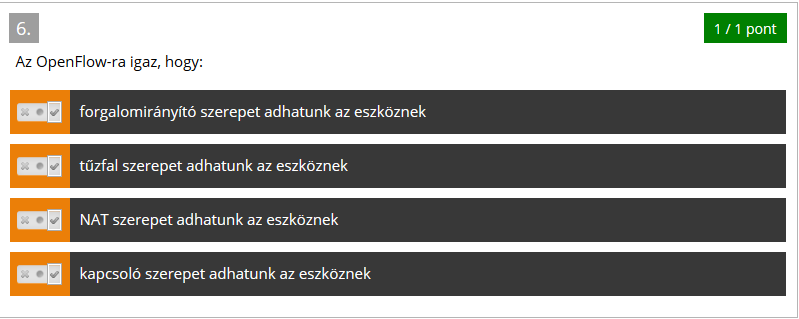 6.
1 / 1 pont
Az OpenFlow-ra igaz, hogy:
forgalomirányító szerepet adhatunk az eszköznek
tűzfal szerepet adhatunk az eszköznek
NAT szerepet adhatunk az eszköznek
kapcsoló szerepet adhatunk az eszköznek